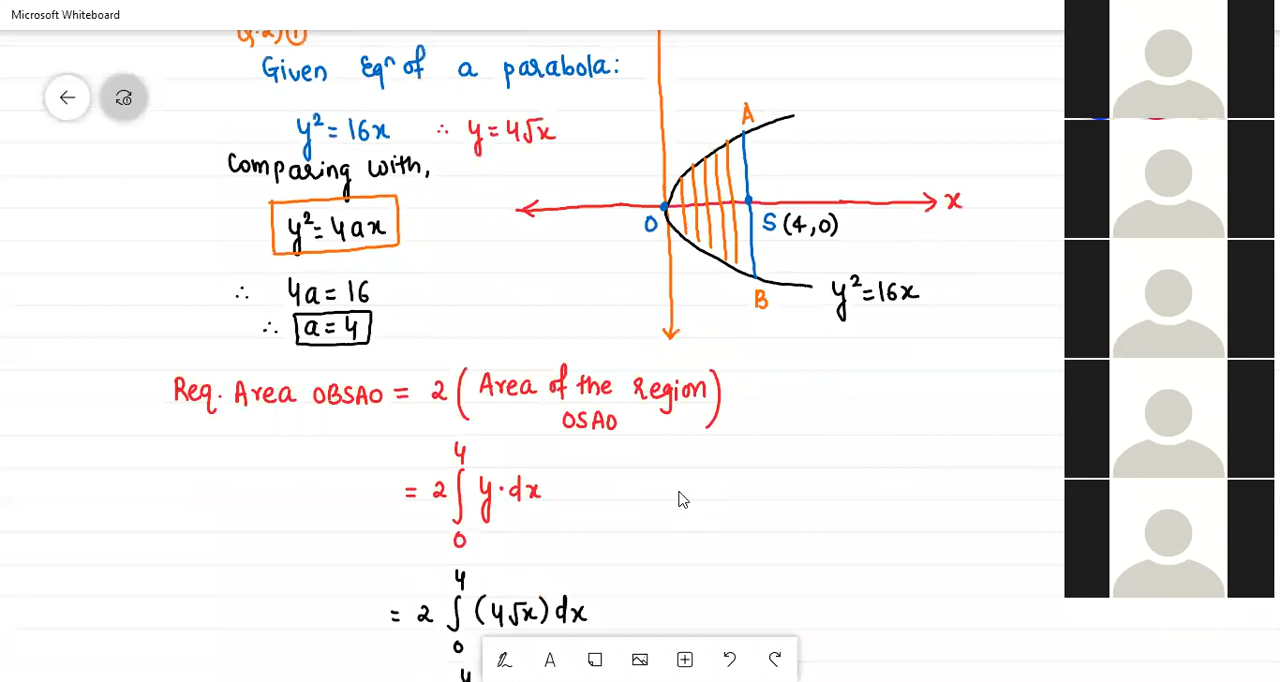 Microsoft Whiteboard
Given Eqⁿ of a parabola:
y² = 16x ∴ y = 4√x
Comparing with,
y² = 4ax
∴ 4a = 16
∴ a = 4
A
x
O
S (4,0)
B
y² = 16x
Req. Area OBSAO = 2 ( Area of the Region OSAO )
= 2 ∫₀⁴ y·dx
= 2 ∫₀⁴ (4√x) dx
4
A